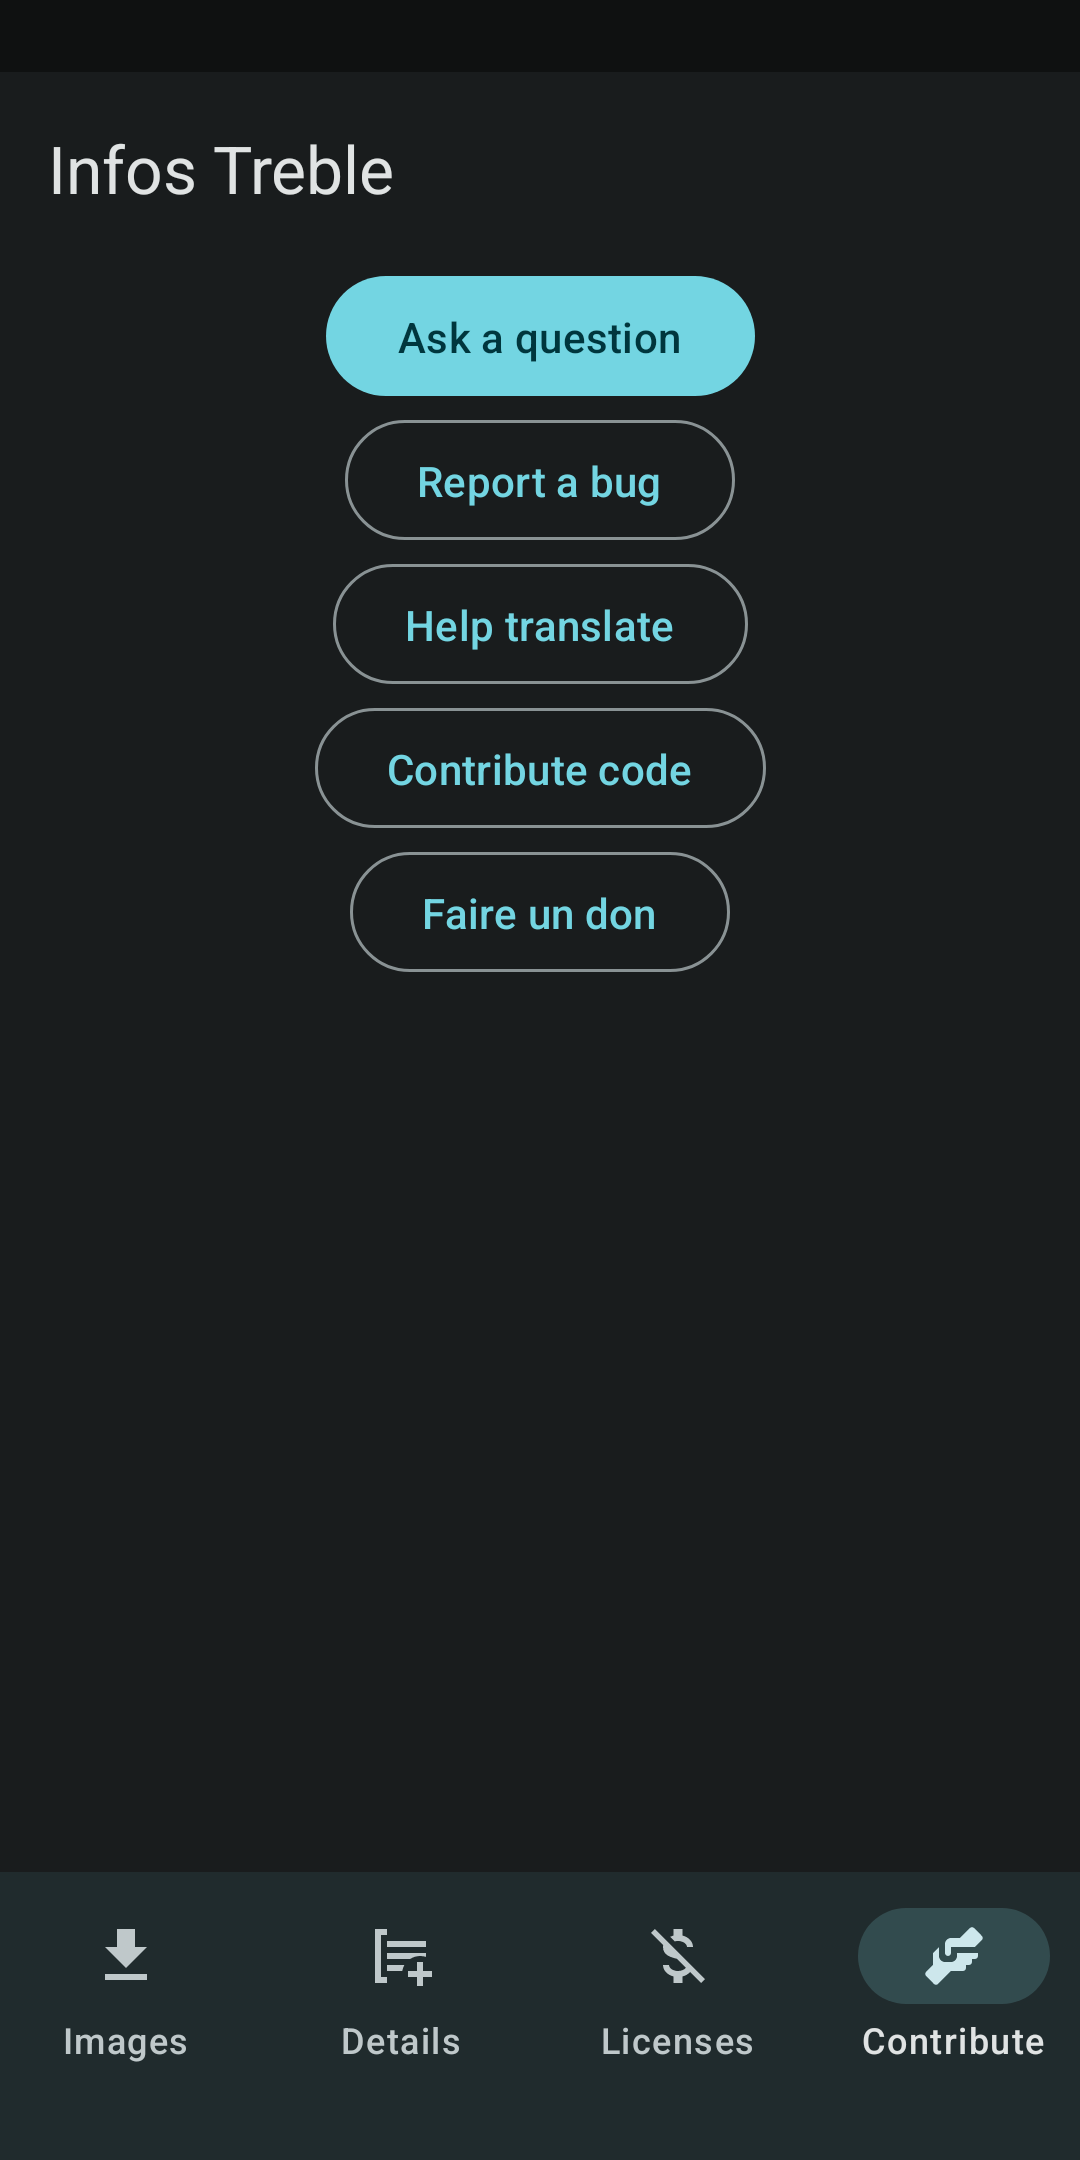 Infos Treble
Ask a question
Report a bug
Help translate
Contribute code
Faire un don
Images
Details
Licenses
Contribute